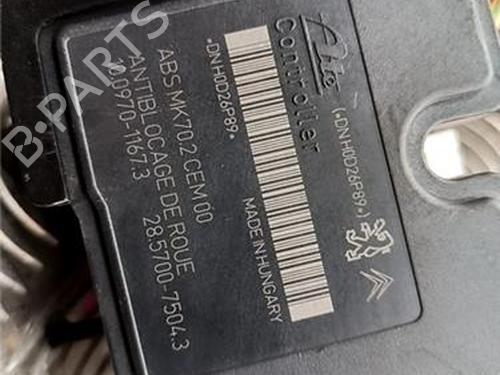 Ate
Controller
(*DNH0D26P89*)
*DNH0D26P89*
MADE IN HUNGARY
ABS MK70.2 CEM 00
ANTIBLOCAGE DE ROUE
10.0970-1167.3
28.5700-7504.3
B-PARTS